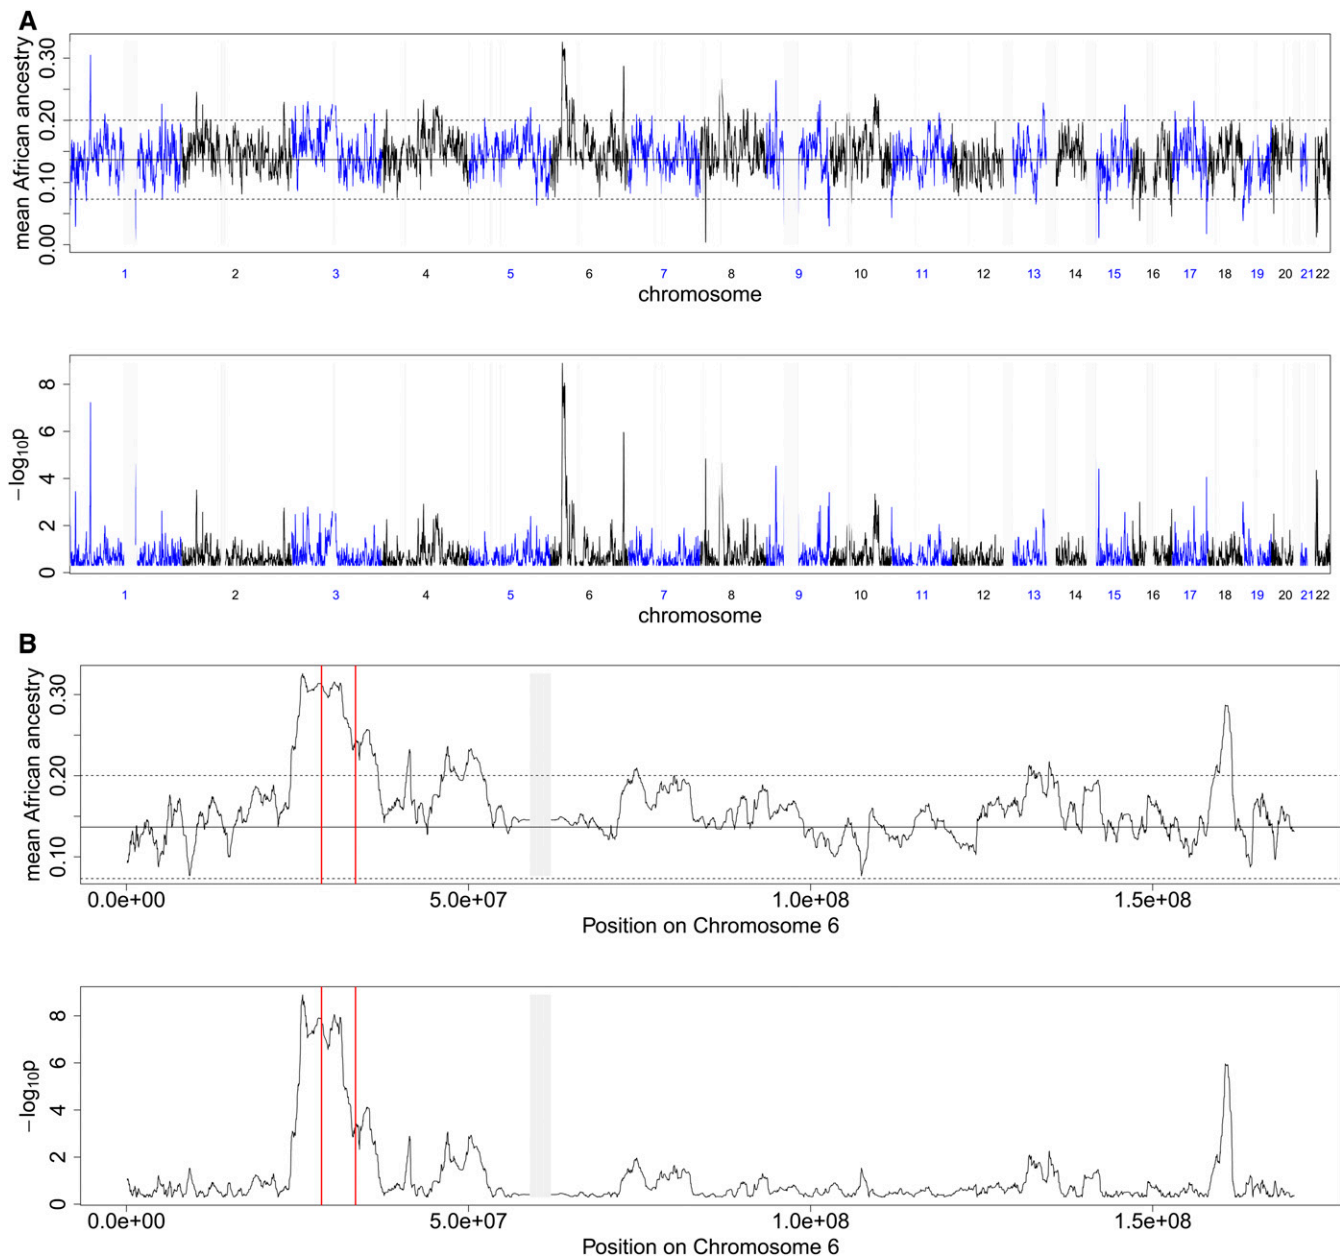 A
mean African ancestry
0.00 0.10 0.20 0.30
1 2 3 4 5 6 7 8 9 10 11 12 13 14 15 16 17 18 19 20 21 22
chromosome
−log10p
0 2 4 6 8
1 2 3 4 5 6 7 8 9 10 11 12 13 14 15 16 17 18 19 20 21 22
chromosome
B
mean African ancestry
0.10 0.20 0.30
0.0e+00 5.0e+07 1.0e+08 1.5e+08
Position on Chromosome 6
−log10p
0 2 4 6 8
0.0e+00 5.0e+07 1.0e+08 1.5e+08
Position on Chromosome 6